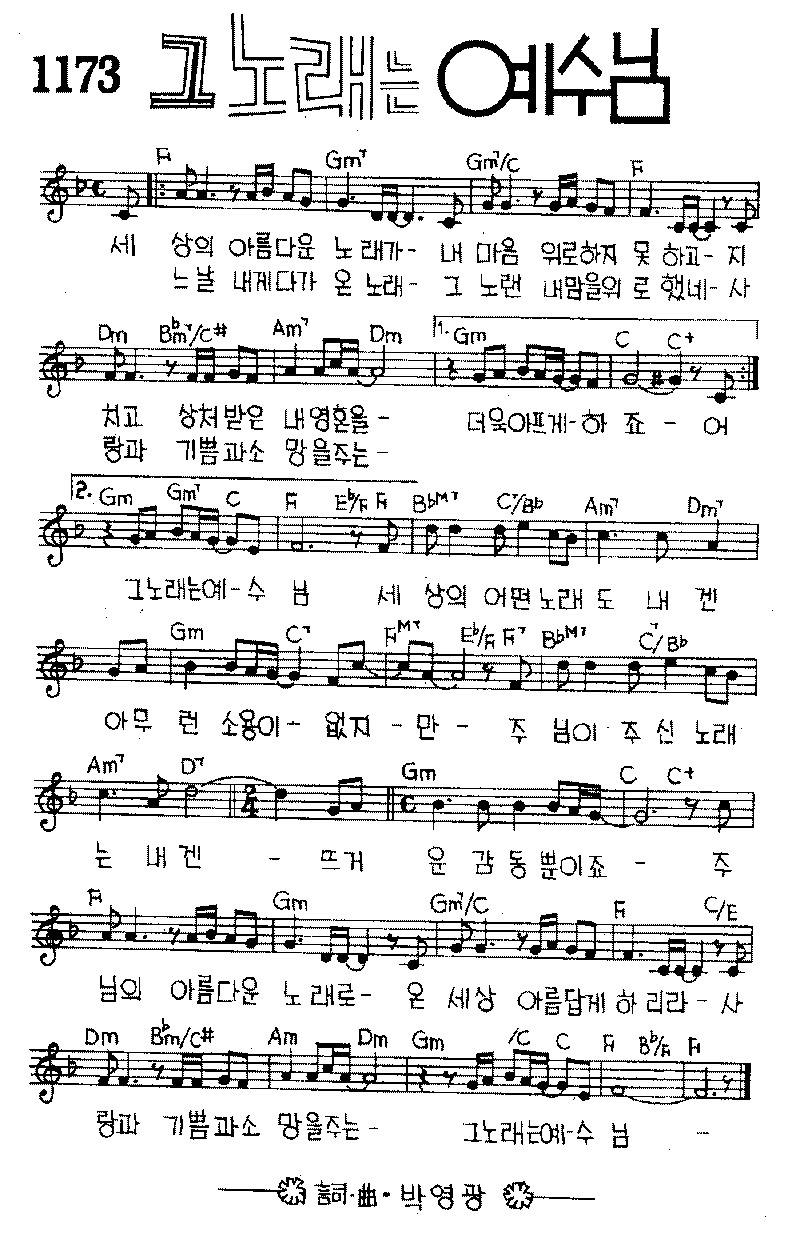 1173 그 노래는 예수님
F Gm7 Gm7/C F
세 상의 아름다운 노 래가- 내 마음 위로하지 못 하고- 지
느날 내게다가 온 노래- 그 노랜 내맘을위 로 했네- 사
Dm B♭m7/C# Am7 Dm 1. Gm C C+
치고 상처받은 내영혼을- 더욱아프게-하 죠 - 어
랑과 기쁨과소 망을주는-
2. Gm Gm7 C F E♭/F F B♭M7 C7/B♭ Am7 Dm7
그노래는예-수 님 세 상의 어떤노래 도 내 겐
Gm C7 FM7 E♭/F F7 B♭M7 C7/B♭
아무 런 소용이- 없지 - 만 - 주 님이 주 신 노래
Am7 D7 Gm C C+
2/4
는 내 겐 - 뜨거 운 감 동 뿐이죠 - 주
F Gm Gm7/C F C/E
님의 아름다운 노 래로- 온 세상 아름답게 하 리라- 사
Dm B♭m/C# Am Dm Gm /C C F B♭/F F
랑과 기쁨과소 망을주는- 그노래는예-수 님 -
詞·曲·박영광